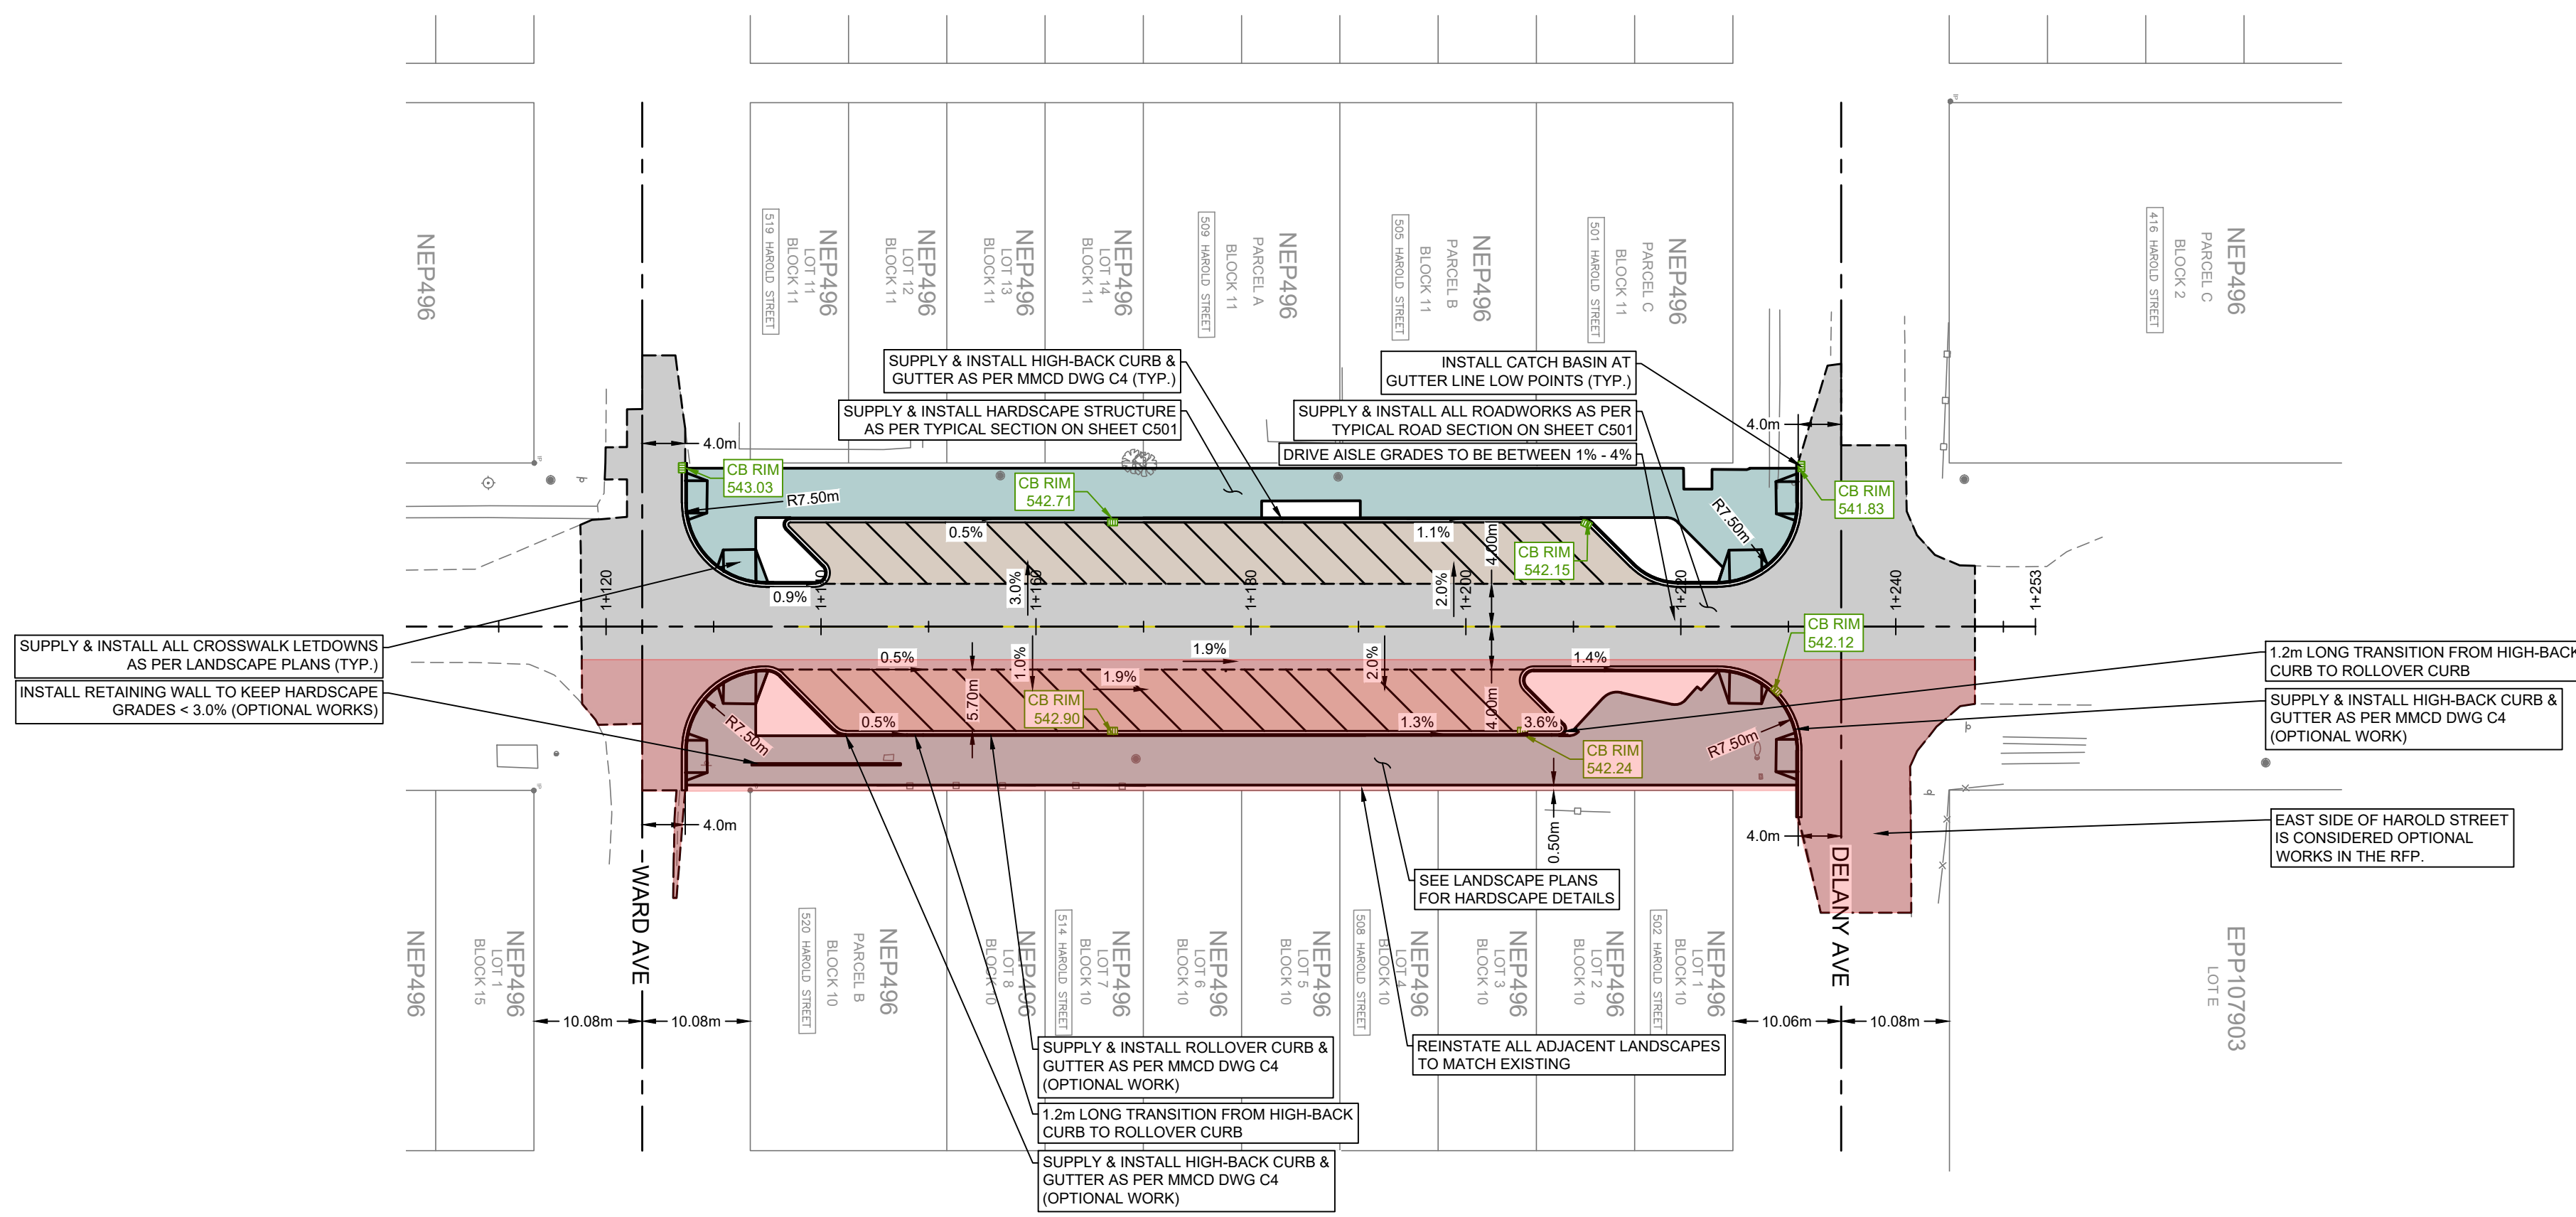 NEP496
519 HAROLD STREET
NEP496
LOT 11
BLOCK 11
NEP496
LOT 12
BLOCK 11
NEP496
LOT 13
BLOCK 11
NEP496
LOT 14
BLOCK 11
509 HAROLD STREET
NEP496
PARCEL A
BLOCK 11
505 HAROLD STREET
NEP496
PARCEL B
BLOCK 11
501 HAROLD STREET
NEP496
PARCEL C
BLOCK 11
416 HAROLD STREET
NEP496
PARCEL C
BLOCK 2
SUPPLY & INSTALL HIGH-BACK CURB &
GUTTER AS PER MMCD DWG C4 (TYP.)
INSTALL CATCH BASIN AT
GUTTER LINE LOW POINTS (TYP.)
SUPPLY & INSTALL HARDSCAPE STRUCTURE
AS PER TYPICAL SECTION ON SHEET C501
SUPPLY & INSTALL ALL ROADWORKS AS PER
TYPICAL ROAD SECTION ON SHEET C501
DRIVE AISLE GRADES TO BE BETWEEN 1% - 4%
4.0m
4.0m
CB RIM
543.03
R7.50m
CB RIM
542.71
CB RIM
541.83
R7.50m
0.5%
1.1%
4.00m
CB RIM
542.15
0.9%
3.0%
2.0%
1+120
1+160
1+180
1+200
1+220
1+240
1+253
SUPPLY & INSTALL ALL CROSSWALK LETDOWNS
AS PER LANDSCAPE PLANS (TYP.)
INSTALL RETAINING WALL TO KEEP HARDSCAPE
GRADES < 3.0% (OPTIONAL WORKS)
CB RIM
542.12
0.5%
1.0%
1.9%
1.9%
2.0%
1.4%
5.70m
CB RIM
542.90
4.00m
R7.50m
0.5%
1.3%
3.6%
R7.50m
CB RIM
542.24
1.2m LONG TRANSITION FROM HIGH-BACK
CURB TO ROLLOVER CURB
SUPPLY & INSTALL HIGH-BACK CURB &
GUTTER AS PER MMCD DWG C4
(OPTIONAL WORK)
EAST SIDE OF HAROLD STREET
IS CONSIDERED OPTIONAL
WORKS IN THE RFP.
4.0m
4.0m
0.50m
WARD AVE
DELANY AVE
SEE LANDSCAPE PLANS
FOR HARDSCAPE DETAILS
NEP496
NEP496
LOT 1
BLOCK 15
520 HAROLD STREET
NEP496
PARCEL B
BLOCK 10
NEP496
LOT 8
BLOCK 10
514 HAROLD STREET
NEP496
LOT 7
BLOCK 10
NEP496
LOT 6
BLOCK 10
NEP496
LOT 5
BLOCK 10
508 HAROLD STREET
NEP496
LOT 4
BLOCK 10
NEP496
LOT 3
BLOCK 10
NEP496
LOT 2
BLOCK 10
502 HAROLD STREET
NEP496
LOT 1
BLOCK 10
EPP107903
LOT E
10.08m
10.08m
10.06m
10.08m
SUPPLY & INSTALL ROLLOVER CURB &
GUTTER AS PER MMCD DWG C4
(OPTIONAL WORK)
REINSTATE ALL ADJACENT LANDSCAPES
TO MATCH EXISTING
1.2m LONG TRANSITION FROM HIGH-BACK
CURB TO ROLLOVER CURB
SUPPLY & INSTALL HIGH-BACK CURB &
GUTTER AS PER MMCD DWG C4
(OPTIONAL WORK)